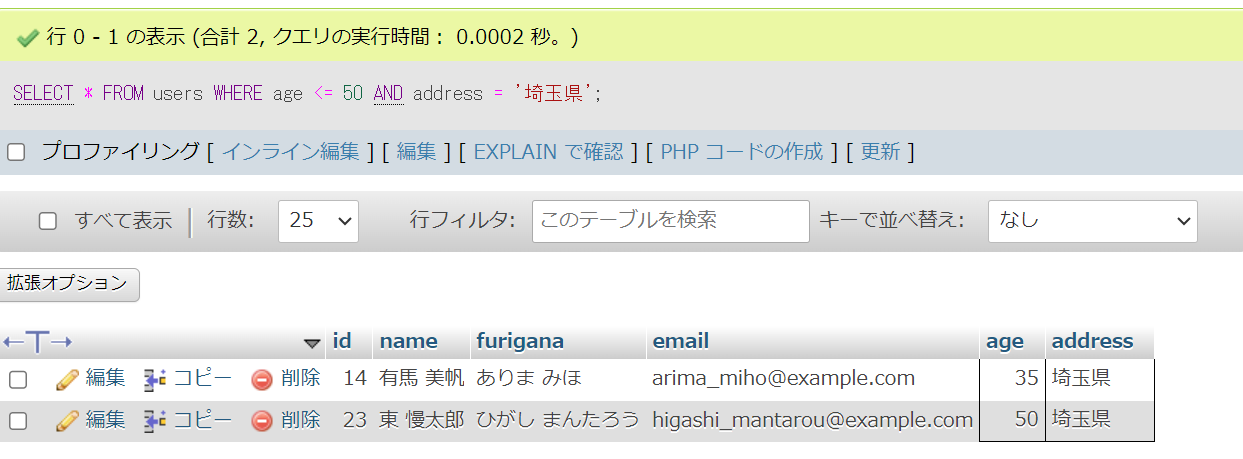 行 0 - 1 の表示 (合計 2, クエリの実行時間： 0.0002 秒。)
SELECT * FROM users WHERE age <= 50 AND address = '埼玉県';
プロファイリング [ インライン編集 ] [ 編集 ] [ EXPLAIN で確認 ] [ PHP コードの作成 ] [ 更新 ]
すべて表示 行数: 25 行フィルタ: このテーブルを検索 キーで並べ替え: なし
拡張オプション
←T→ id name furigana email age address
編集 コピー 削除 14 有馬 美帆 ありま みほ arima_miho@example.com 35 埼玉県
編集 コピー 削除 23 東 慢太郎 ひがし まんたろう higashi_mantarou@example.com 50 埼玉県